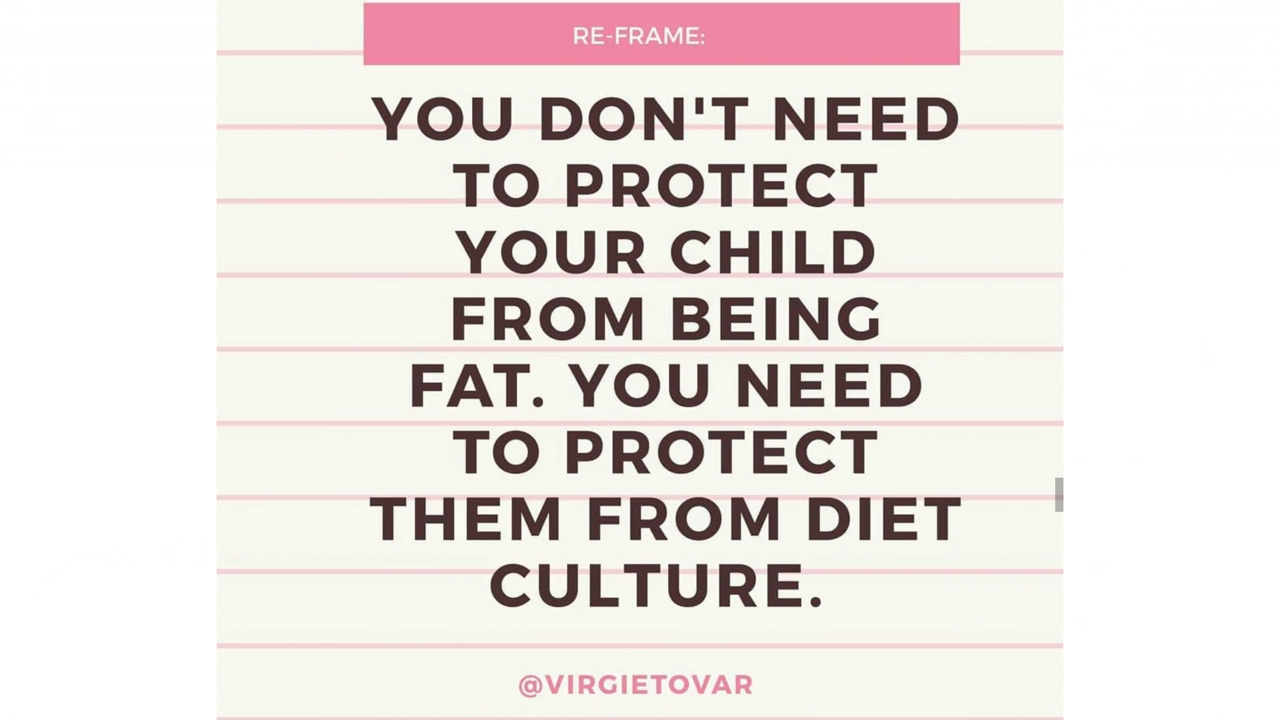 RE-FRAME:
YOU DON'T NEED
TO PROTECT
YOUR CHILD
FROM BEING
FAT. YOU NEED
TO PROTECT
THEM FROM DIET
CULTURE.
@VIRGIETOVAR